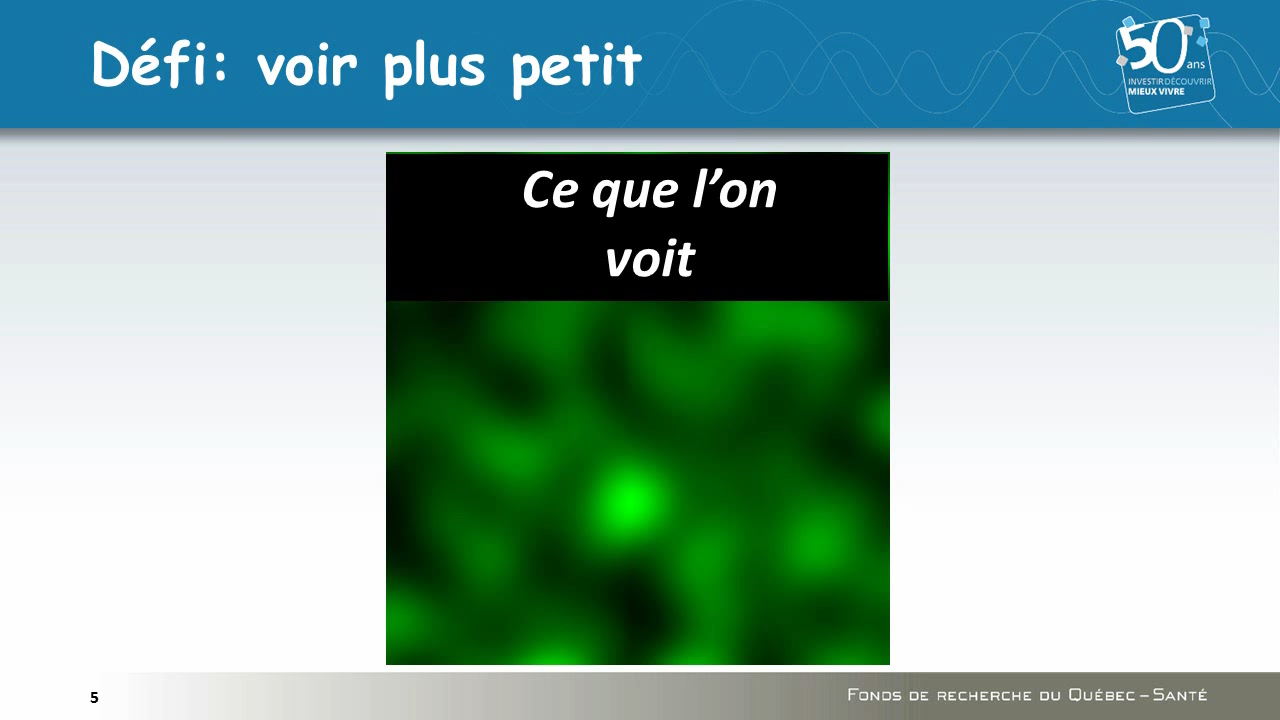 Défi: voir plus petit
50 ans
INVESTIR DÉCOUVRIR
MIEUX VIVRE
Ce que l’on
voit
5
FONDS DE RECHERCHE DU QUÉBEC – SANTÉ